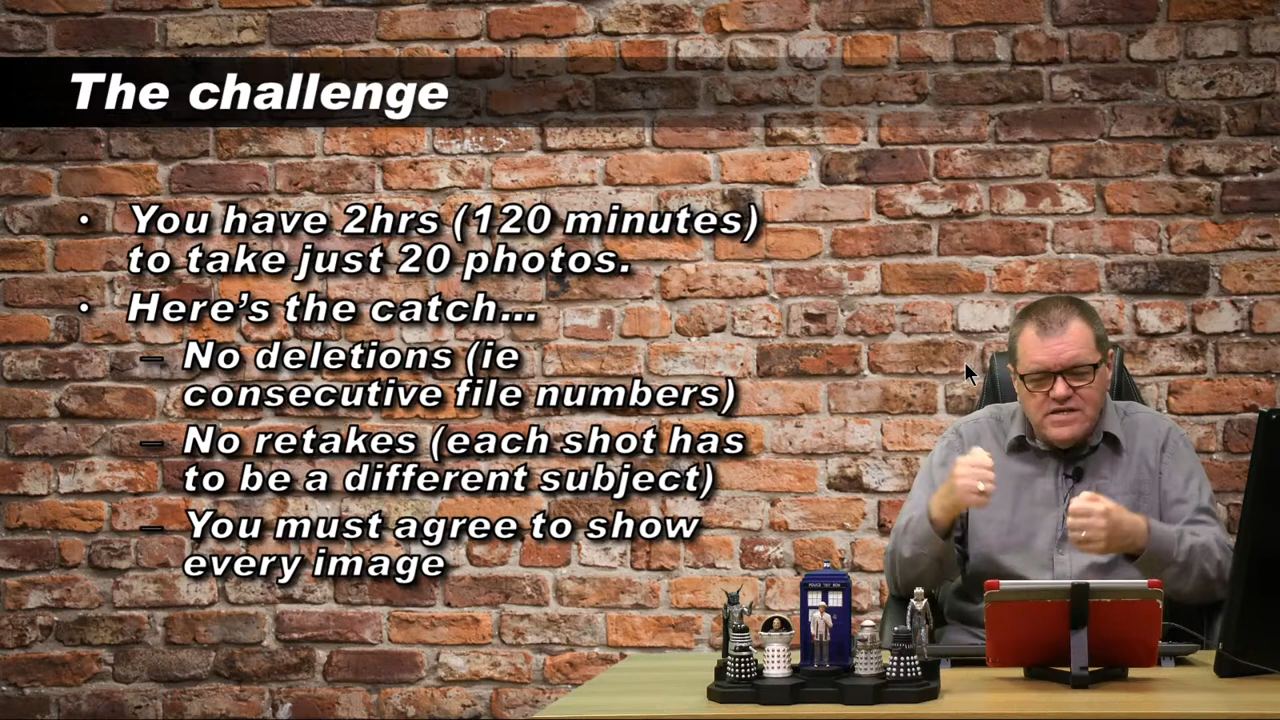 The challenge
• You have 2hrs (120 minutes)
to take just 20 photos.
• Here's the catch...
– No deletions (ie
consecutive file numbers)
– No retakes (each shot has
to be a different subject)
– You must agree to show
every image